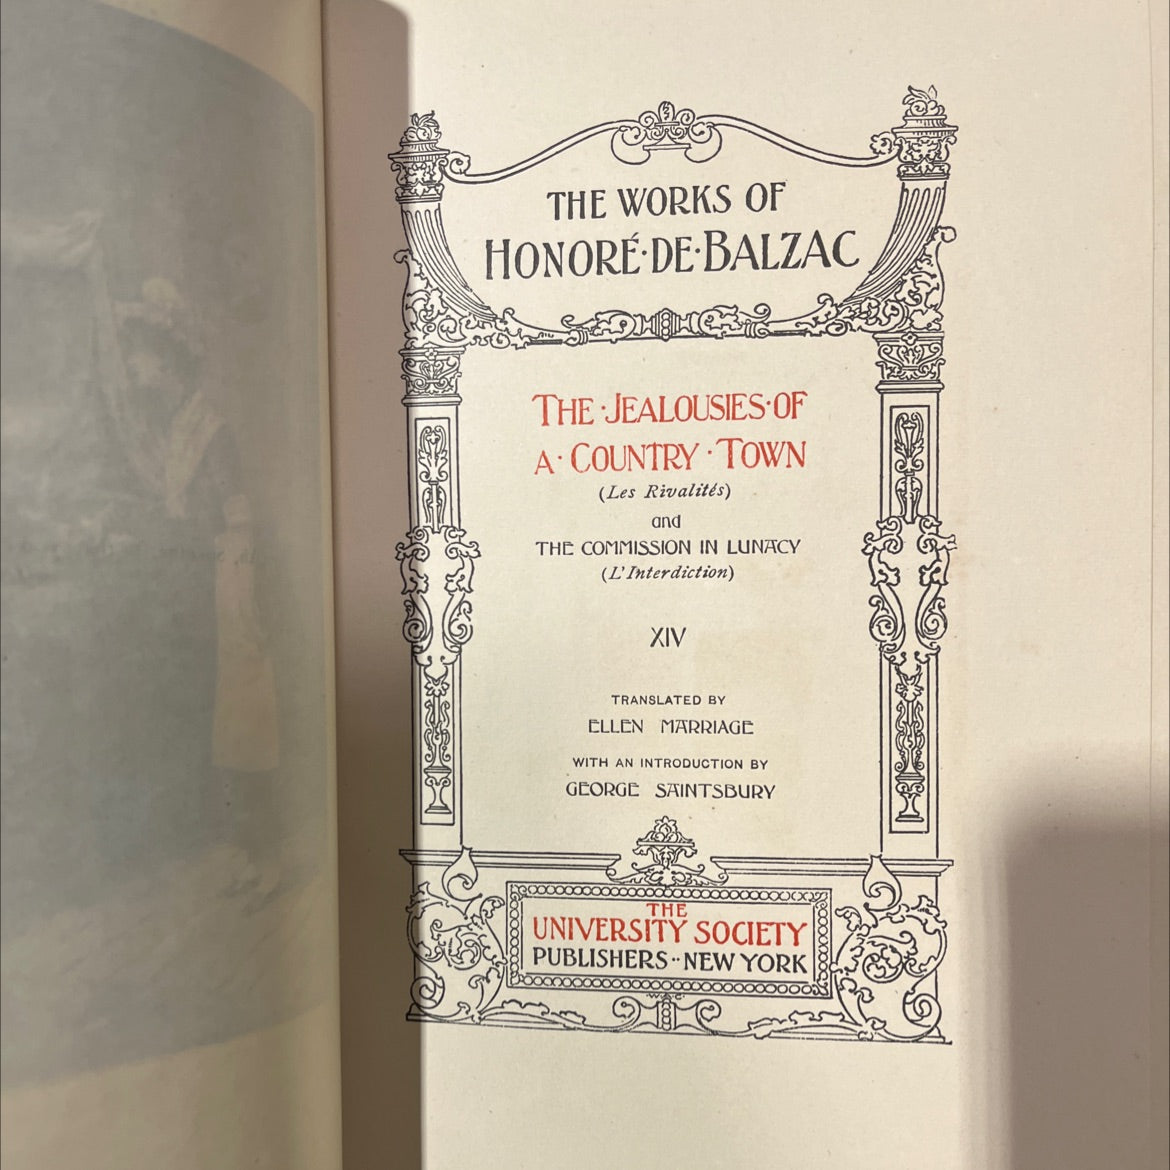 THE WORKS OF
HONORÉ·DE·BALZAC
THE·JEALOUSIES·OF
A·COUNTRY·TOWN
(Les Rivalités)
and
THE COMMISSION IN LUNACY
(L'Interdiction)
XIV
TRANSLATED BY
ELLEN MARRIAGE
WITH AN INTRODUCTION BY
GEORGE SAINTSBURY
THE
UNIVERSITY SOCIETY
PUBLISHERS··NEW YORK